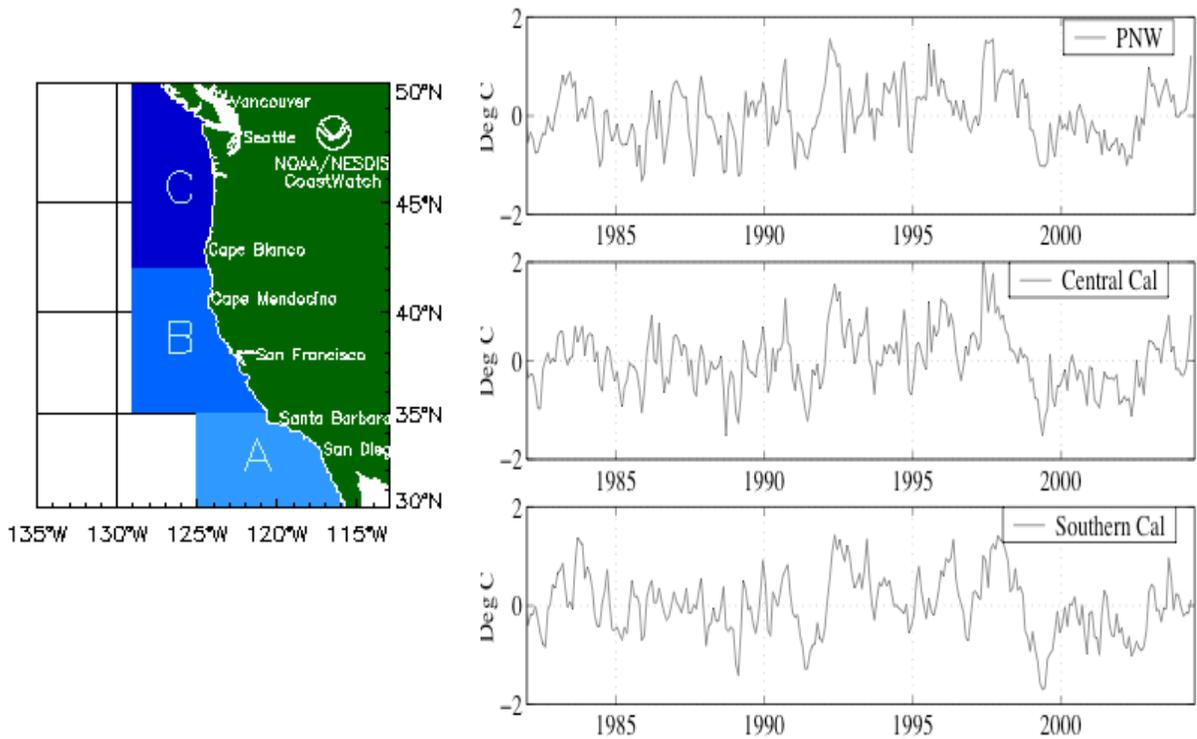 50°N
Vancouver
Seattle
NOAA/NESDIS
CoastWatch
C
45°N
Cape Blanco
Cape Mendocino
40°N
B
San Francisco
35°N
Santa Barbara
San Dieg
A
30°N
135°W 130°W 125°W 120°W 115°W
2
PNW
Deg C
0
−2
1985 1990 1995 2000
2
Central Cal
Deg C
0
−2
1985 1990 1995 2000
2
Southern Cal
Deg C
0
−2
1985 1990 1995 2000